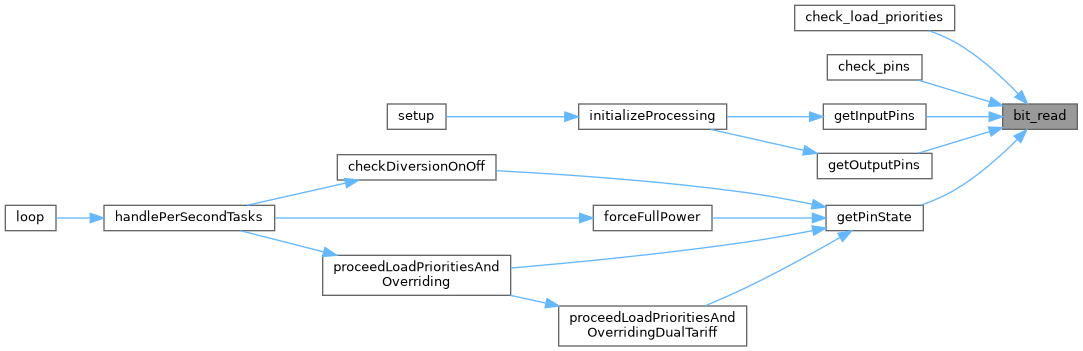 check_load_priorities
check_pins
bit_read
setup
initializeProcessing
getInputPins
getOutputPins
checkDiversionOnOff
loop
handlePerSecondTasks
forceFullPower
getPinState
proceedLoadPrioritiesAnd
Overriding
proceedLoadPrioritiesAnd
OverridingDualTariff